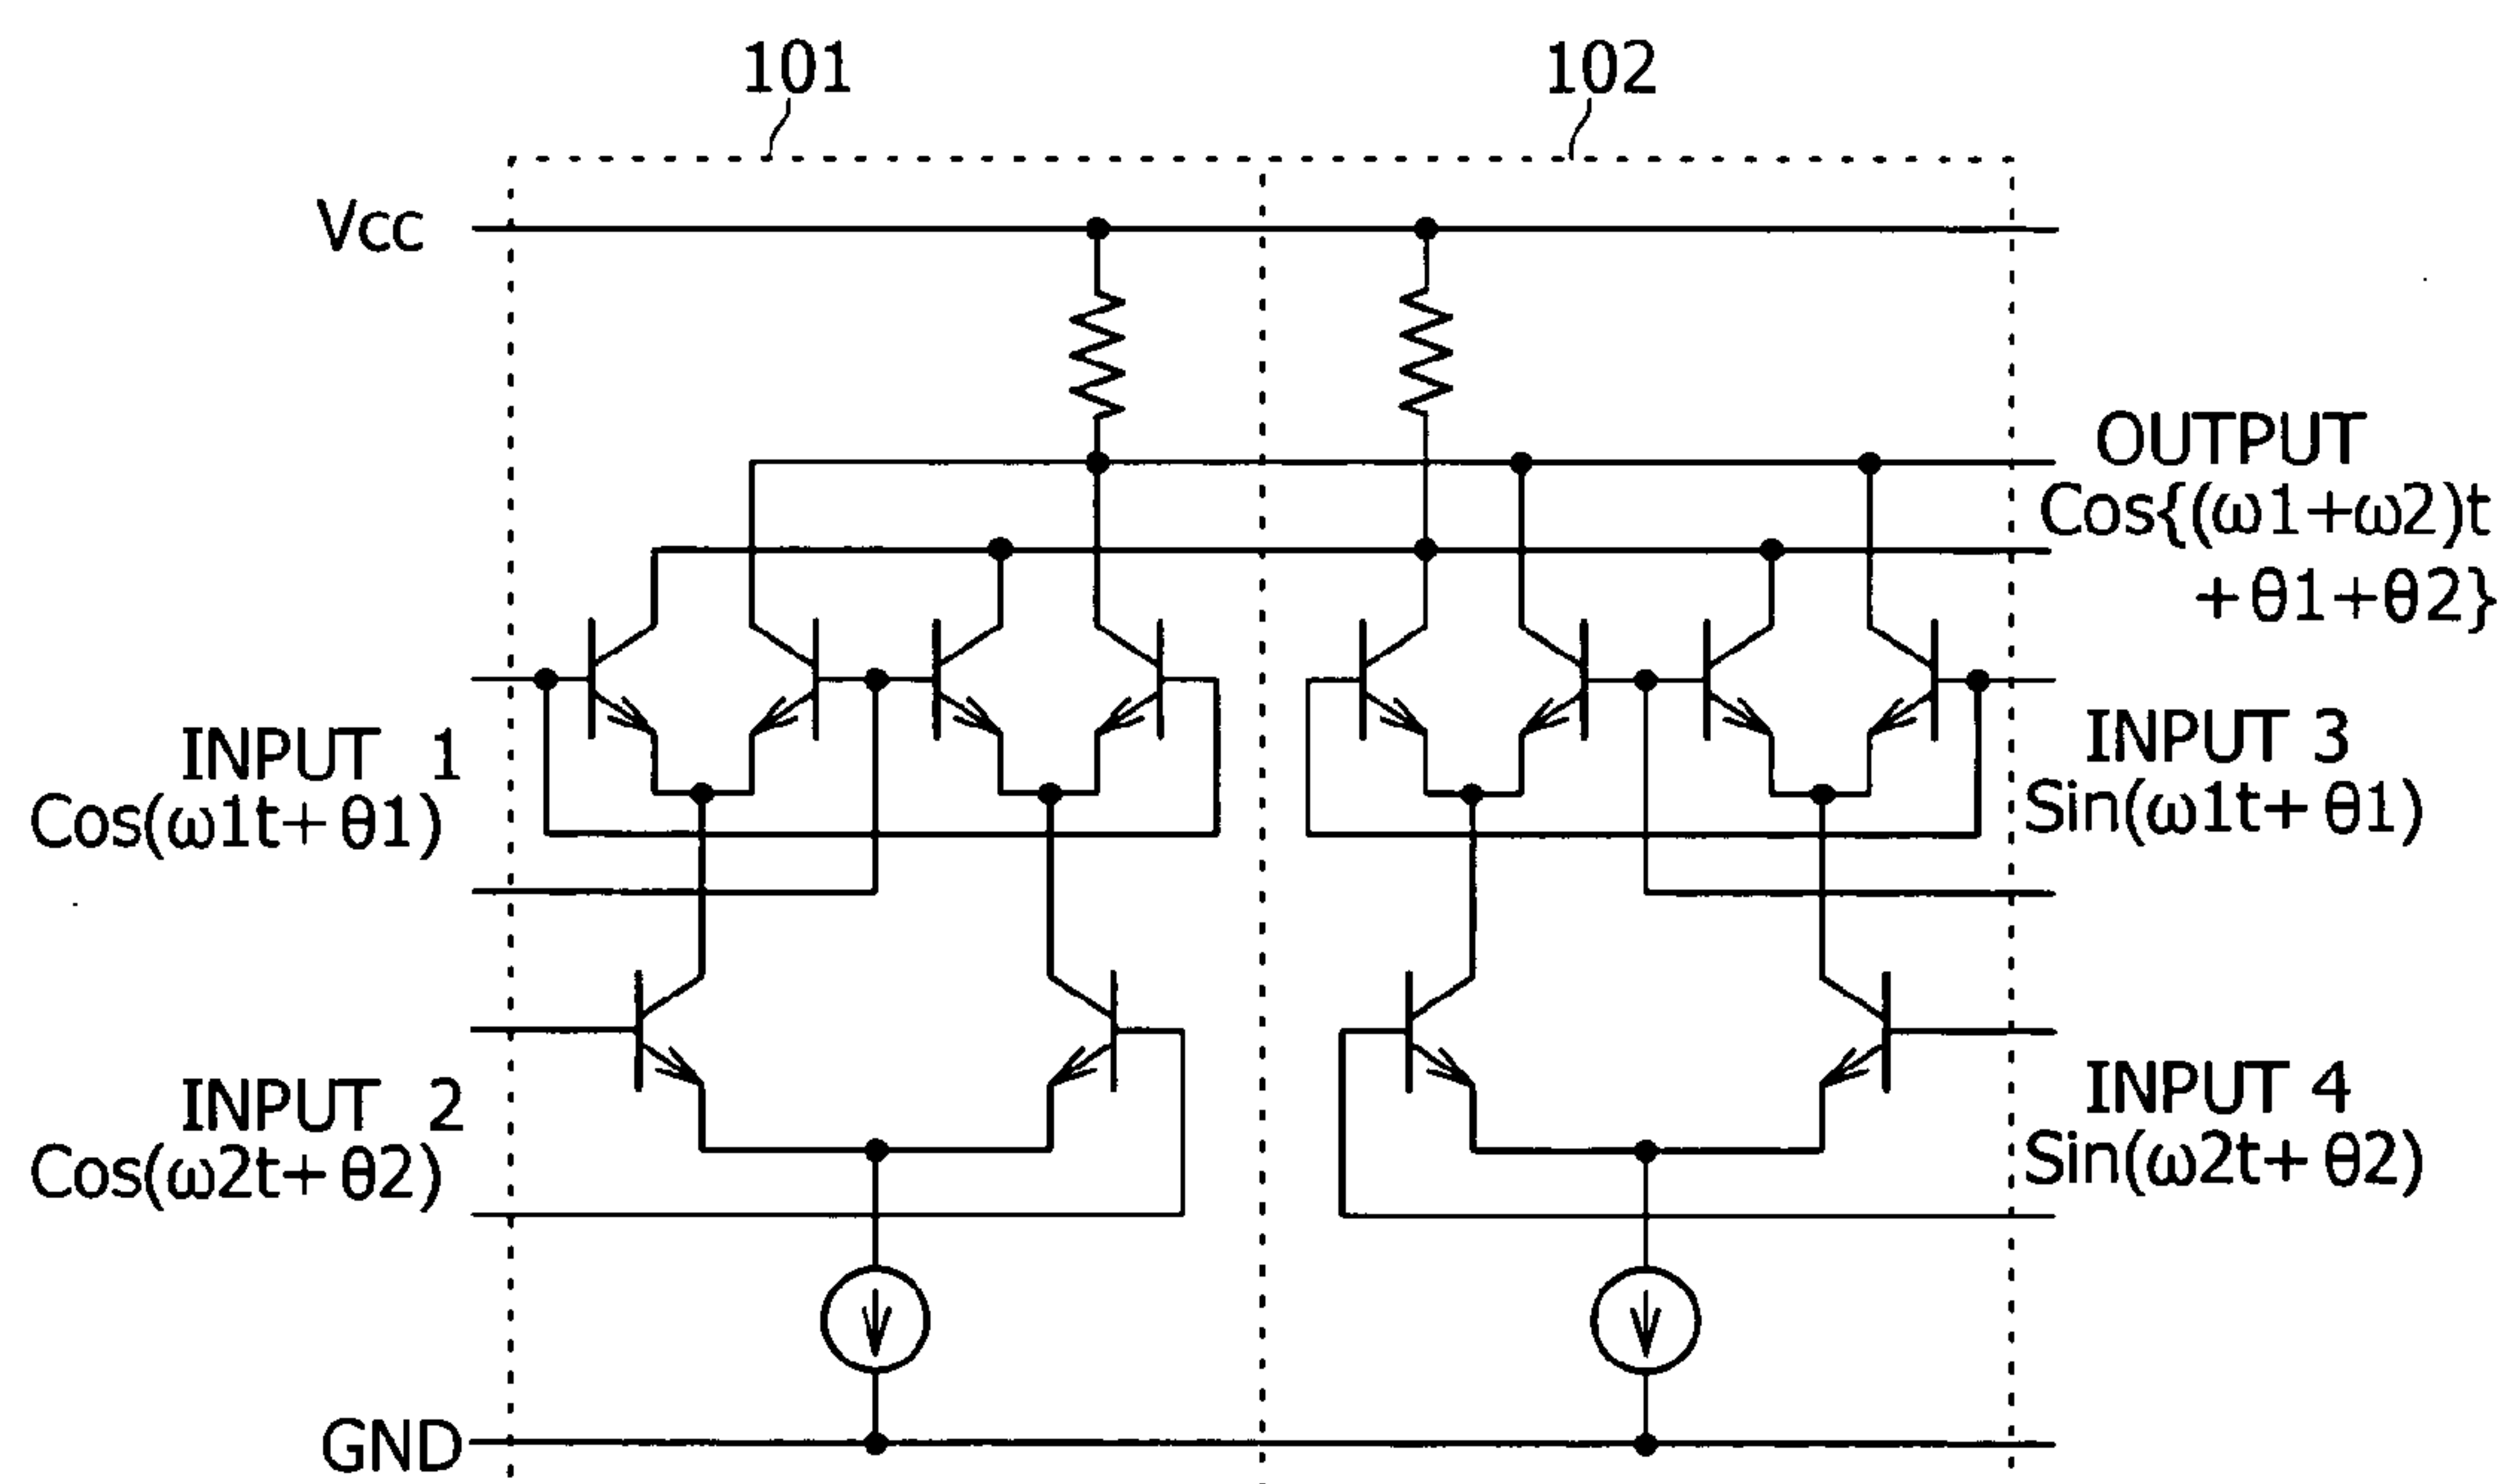 101
102
Vcc
OUTPUT
Cos{(ω1+ω2)t
+θ1+θ2}
INPUT 1
Cos(ω1t+θ1)
INPUT 3
Sin(ω1t+θ1)
INPUT 2
Cos(ω2t+θ2)
INPUT 4
Sin(ω2t+θ2)
GND